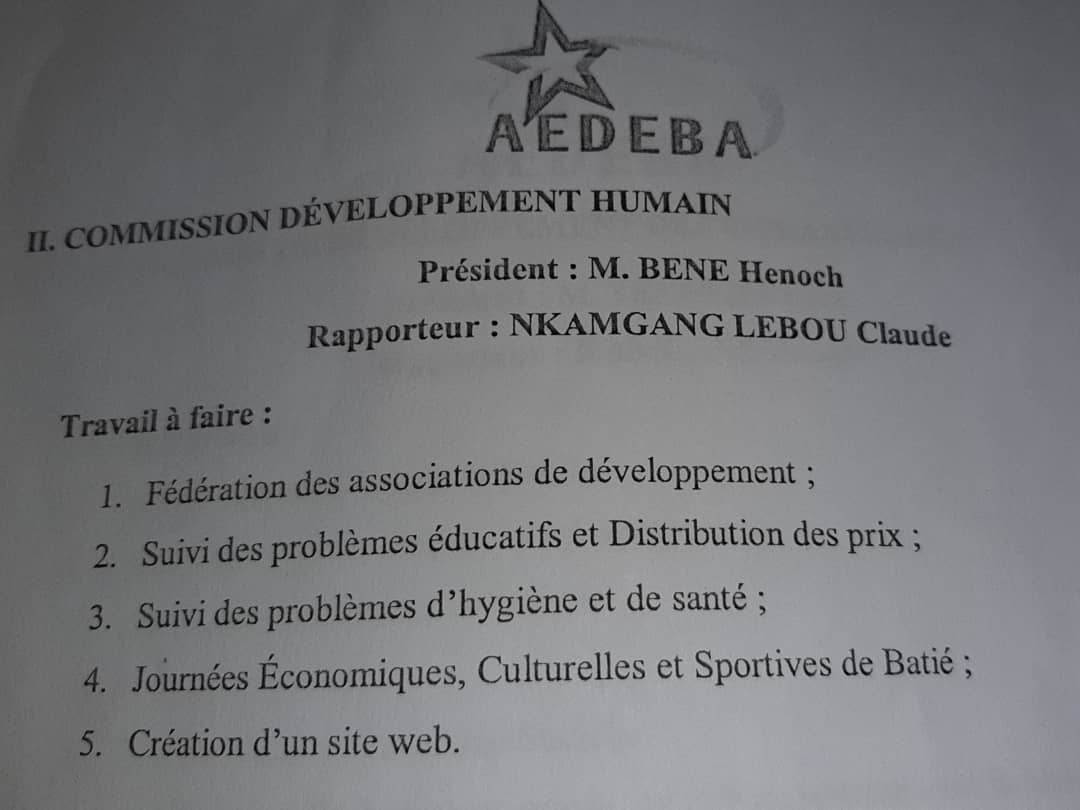 AEDEBA
II. COMMISSION DÉVELOPPEMENT HUMAIN
Président : M. BENE Henoch
Rapporteur : NKAMGANG LEBOU Claude
Travail à faire :
1. Fédération des associations de développement ;
2. Suivi des problèmes éducatifs et Distribution des prix ;
3. Suivi des problèmes d'hygiène et de santé ;
4. Journées Économiques, Culturelles et Sportives de Batié ;
5. Création d'un site web.